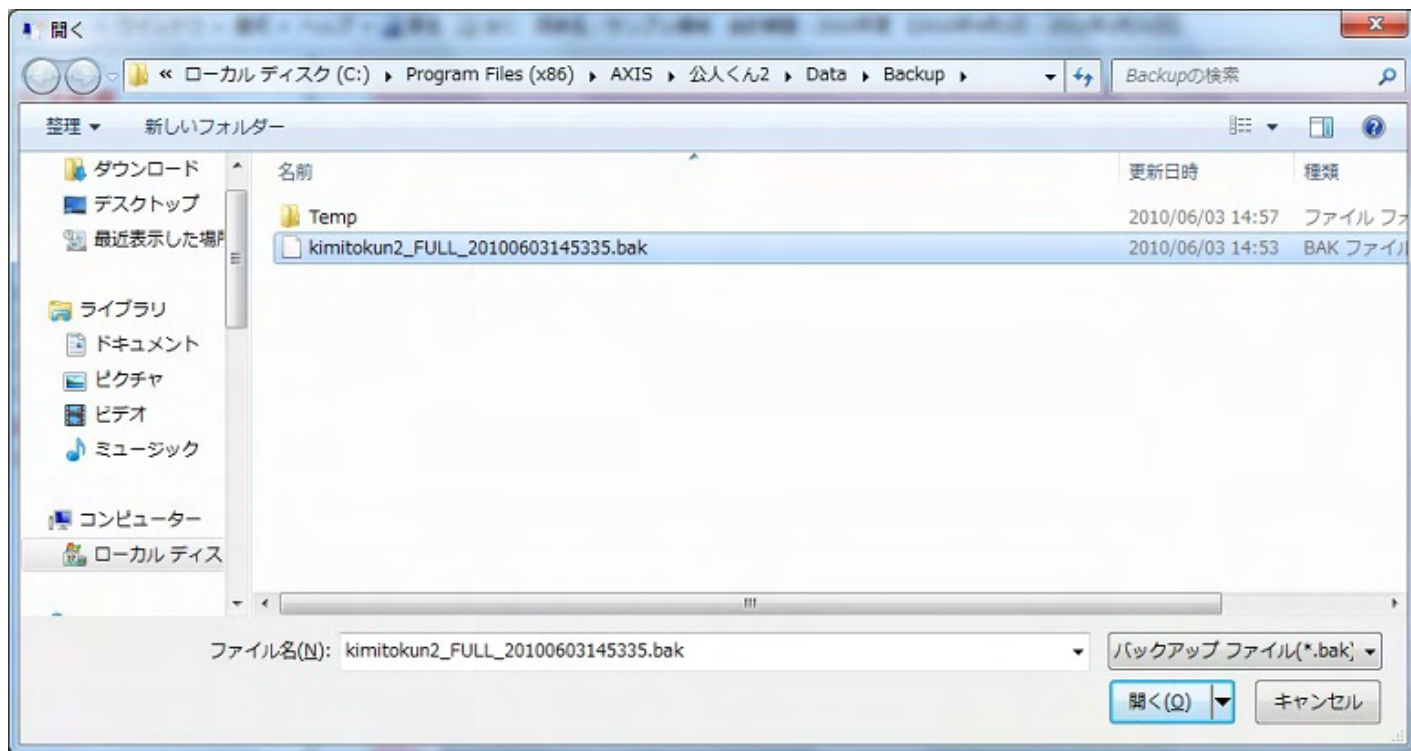 開く
« ローカル ディスク (C:) ▸ Program Files (x86) ▸ AXIS ▸ 公人くん2 ▸ Data ▸ Backup ▸
Backupの検索
整理 ▼ 新しいフォルダー
ダウンロード
デスクトップ
最近表示した場所
ライブラリ
ドキュメント
ピクチャ
ビデオ
ミュージック
コンピューター
ローカル ディス
名前 更新日時 種類
Temp 2010/06/03 14:57 ファイル フ
kimitokun2_FULL_20100603145335.bak 2010/06/03 14:53 BAK ファイル
ファイル名(N): kimitokun2_FULL_20100603145335.bak
バックアップ ファイル(*.bak)
開く(O) キャンセル